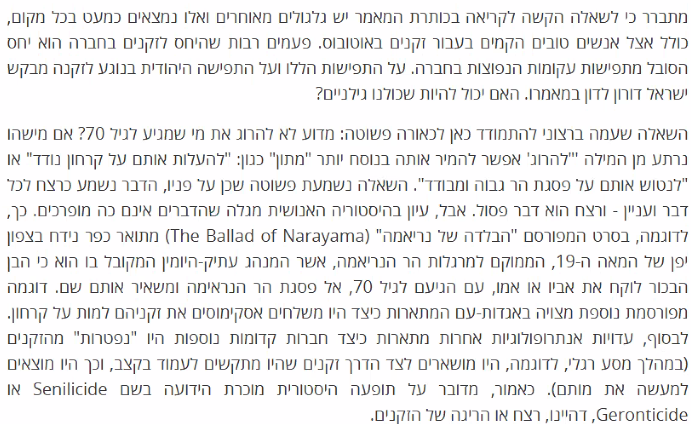 מתברר כי לשאלה הקשה לקריאה בכותרת המאמר יש גלגולים מאוחרים ואלו נמצאים כמעט בכל מקום,
כולל אצל אנשים טובים הקמים בעבור זקנים באוטובוס. פעמים רבות שהיחס לזקנים בחברה הוא יחס
הסובל מתפישות עקומות הנפוצות בחברה. על התפישות הללו ועל התפישה היהודית בנוגע לזקנה מבקש
ישראל דורון לדון במאמרו. האם יכול להיות שכולנו גילניים?
השאלה שעמה ברצוני להתמודד כאן לכאורה פשוטה: מדוע לא להרוג את מי שמגיע לגיל 70? אם מישהו
נרתע מן המילה "'להרוג' אפשר להמיר אותה בנוסח יותר "מתון" כגון: "להעלות אותם על קרחון נודד" או
"לנטוש אותם על פסגת הר גבוה ומבודד". השאלה נשמעת פשוטה שכן על פניו, הדבר נשמע כרצח לכל
דבר ועניין - ורצח הוא דבר פסול. אבל, עיון בהיסטוריה האנושית מגלה שהדברים אינם כה מופרכים. כך,
לדוגמה, בסרט המפורסם "הבלדה של נריאמה" (The Ballad of Narayama) מתואר כפר נידח בצפון
יפן של המאה ה-19, הממוקם למרגלות הר הנריאמה, אשר המנהג עתיק-היומין המקובל בו הוא כי הבן
הבכור לוקח את אביו או אמו, עם הגיעם לגיל 70, אל פסגת הר הנראימה ומשאיר אותם שם. דוגמה
מפורסמת נוספת מצויה באגדות-עם המתארות כיצד היו משלחים אסקימוסים את זקניהם למות על קרחון.
לבסוף, עדויות אנתרופולוגיות אחרות מתארות כיצד חברות קדומות נוספות היו "נפטרות" מהזקנים
(במהלך מסע רגלי, לדוגמה, היו מושארים לצד הדרך זקנים שהיו מתקשים לעמוד בקצב, וכך היו מוצאים
למעשה את מותם). כאמור, מדובר על תופעה היסטורית מוכרת הידועה בשם Senilicide או
Geronticide, דהיינו, רצח או הריגה של הזקנים.